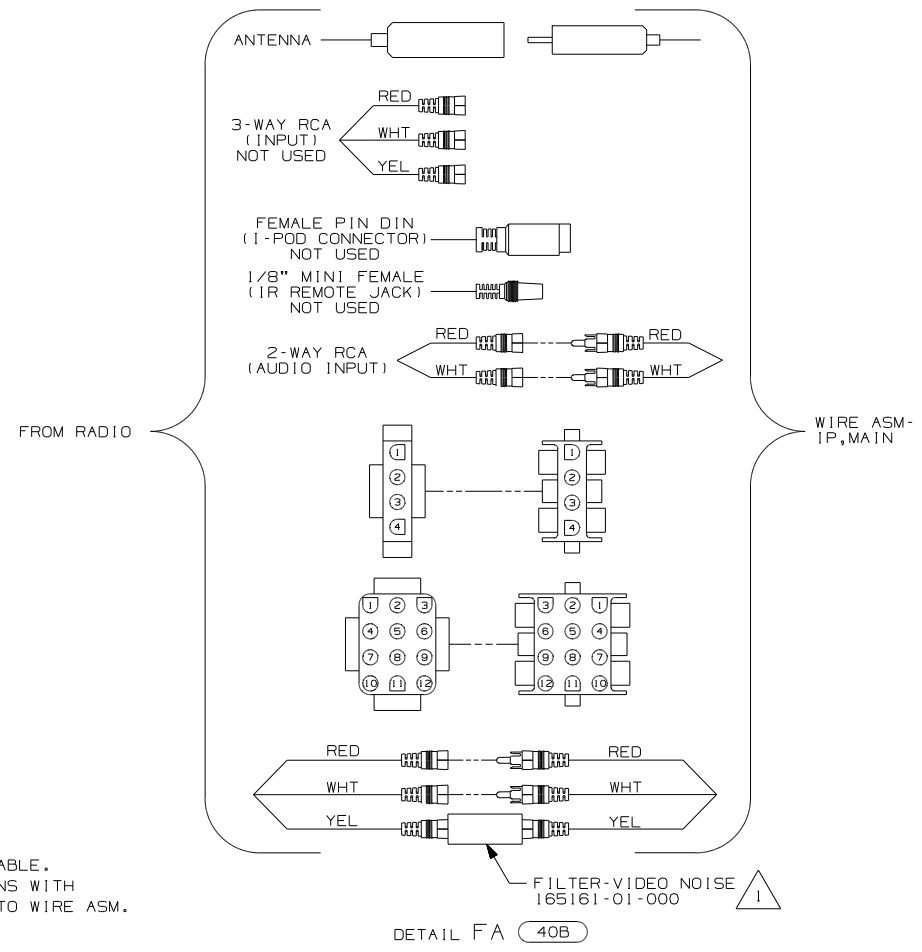 ANTENNA
RED
3-WAY RCA
(INPUT)
NOT USED
WHT
YEL
FEMALE PIN DIN
(I-POD CONNECTOR)
NOT USED
1/8" MINI FEMALE
(IR REMOTE JACK)
NOT USED
RED RED
2-WAY RCA
(AUDIO INPUT)
WHT WHT
FROM RADIO
WIRE ASM-
IP,MAIN
1 1
2 2
3 3
4 4
1 2 3 3 2 1
4 5 6 6 5 4
7 8 9 9 8 7
10 11 12 12 11 10
RED RED
WHT WHT
YEL YEL
ABLE.
NS WITH
TO WIRE ASM.
FILTER-VIDEO NOISE
165161-01-000
1
DETAIL FA 40B